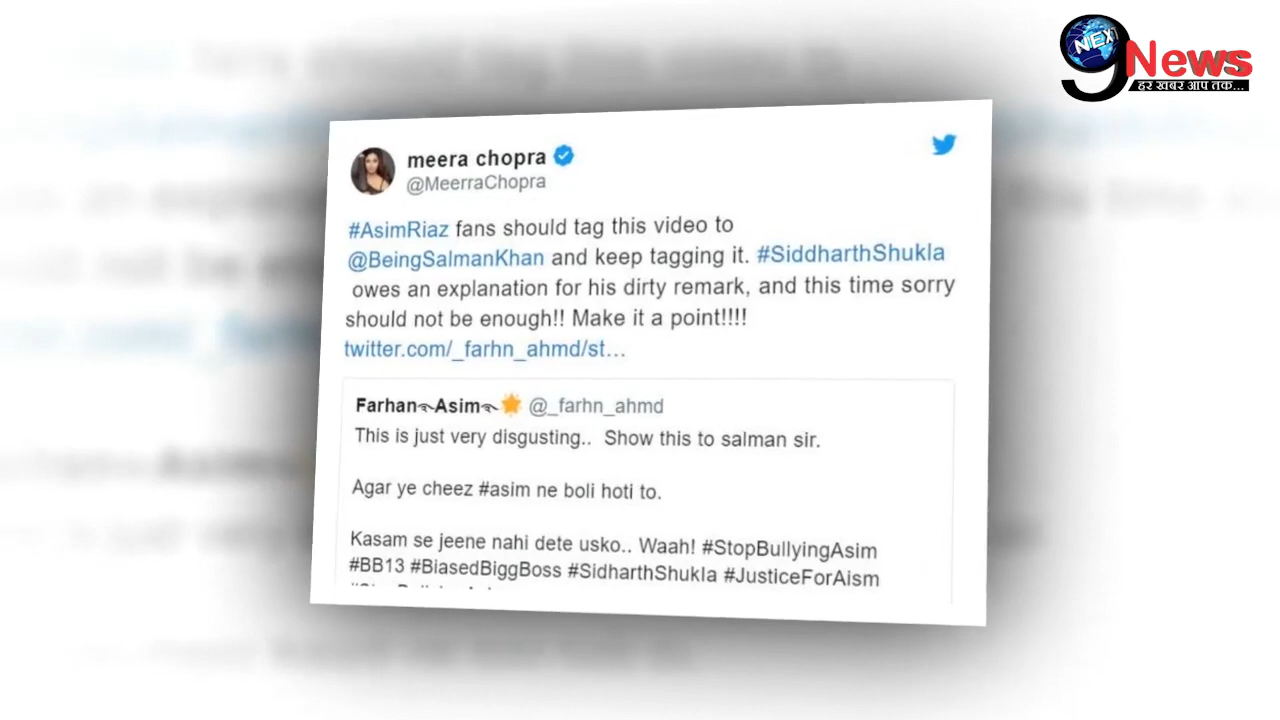 NEXT
9News
हर खबर आप तक...
meera chopra
@MeerraChopra
#AsimRiaz fans should tag this video to
@BeingSalmanKhan and keep tagging it. #SiddharthShukla
owes an explanation for his dirty remark, and this time sorry
should not be enough!! Make it a point!!!!
twitter.com/_farhn_ahmd/st...
Farhan Asim @_farhn_ahmd
This is just very disgusting.. Show this to salman sir.
Agar ye cheez #asim ne boli hoti to.
Kasam se jeene nahi dete usko.. Waah! #StopBullyingAsim
#BB13 #BiasedBiggBoss #SidharthShukla #JusticeForAism